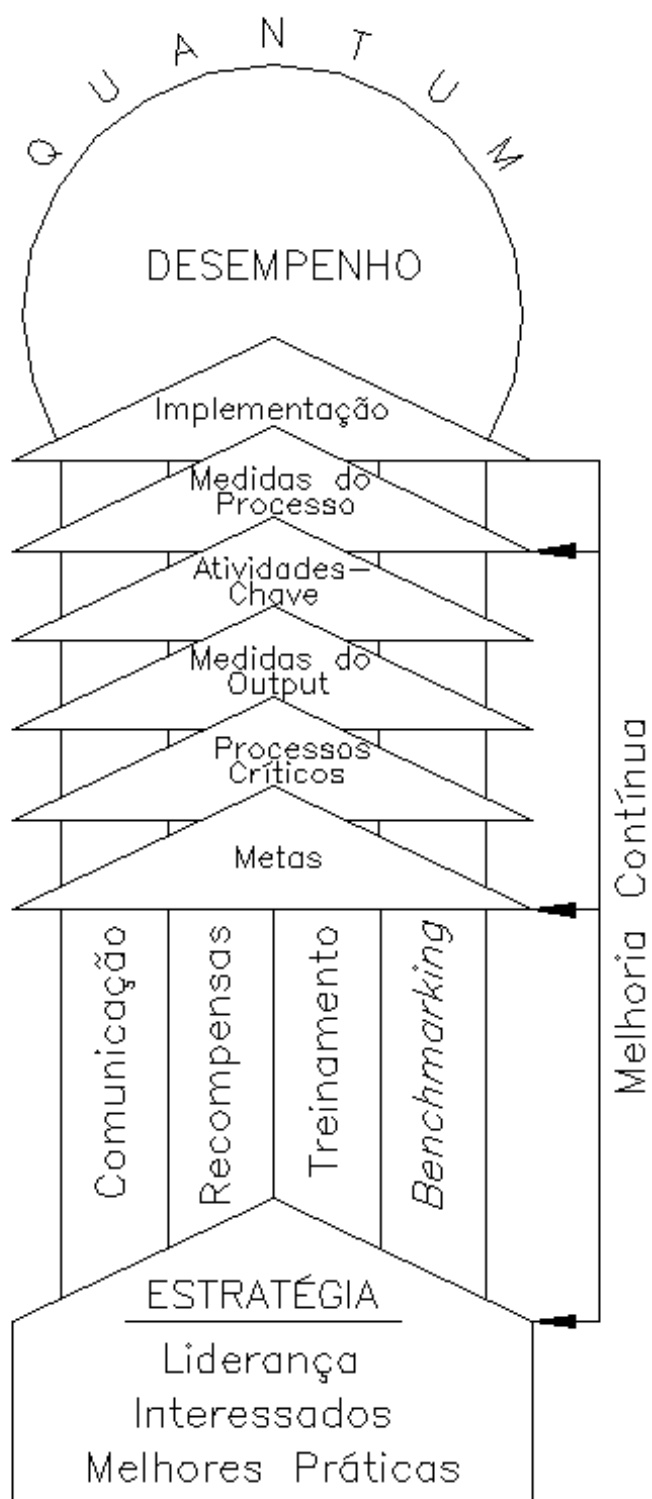 QUANTUM
DESEMPENHO
Implementação
Medidas do
Processo
Atividades-
Chave
Medidas do
Output
Processos
Críticos
Metas
Comunicação
Recompensas
Treinamento
Benchmarking
Melhoria Contínua
ESTRATÉGIA
Liderança
Interessados
Melhores Práticas